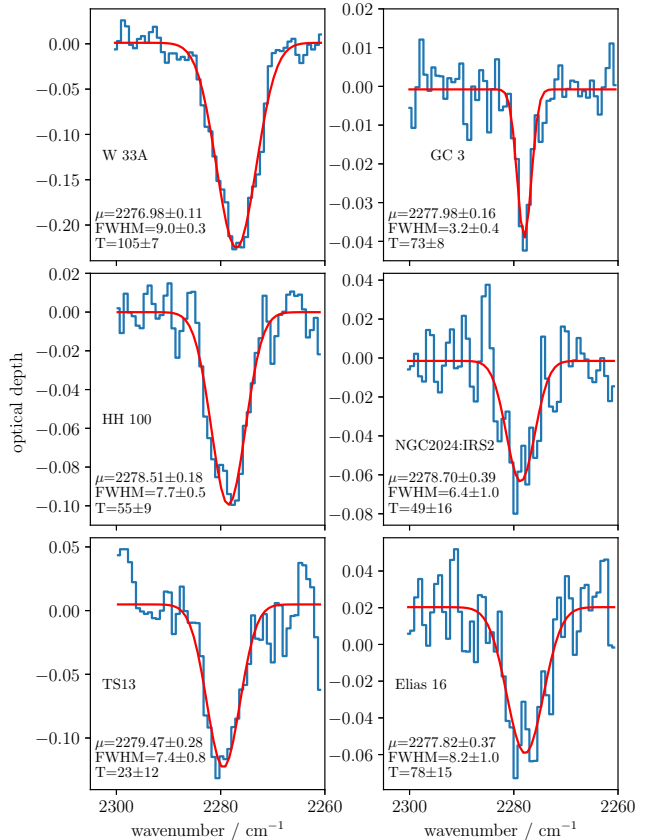 0.00
−0.05
−0.10
−0.15
−0.20
W 33A
μ=2276.98±0.11
FWHM=9.0±0.3
T=105±7
0.02
0.01
0.00
−0.01
−0.02
−0.03
−0.04
GC 3
μ=2277.98±0.16
FWHM=3.2±0.4
T=73±8
optical depth
0.02
0.00
−0.02
−0.04
−0.06
−0.08
−0.10
HH 100
μ=2278.51±0.18
FWHM=7.7±0.5
T=55±9
0.04
0.02
0.00
−0.02
−0.04
−0.06
−0.08
NGC2024:IRS2
μ=2278.70±0.39
FWHM=6.4±1.0
T=49±16
0.05
0.00
−0.05
−0.10
TS13
μ=2279.47±0.28
FWHM=7.4±0.8
T=23±12
2300
2280
2260
wavenumber / cm⁻¹
0.04
0.02
0.00
−0.02
−0.04
−0.06
Elias 16
μ=2277.82±0.37
FWHM=8.2±1.0
T=78±15
2300
2280
2260
wavenumber / cm⁻¹